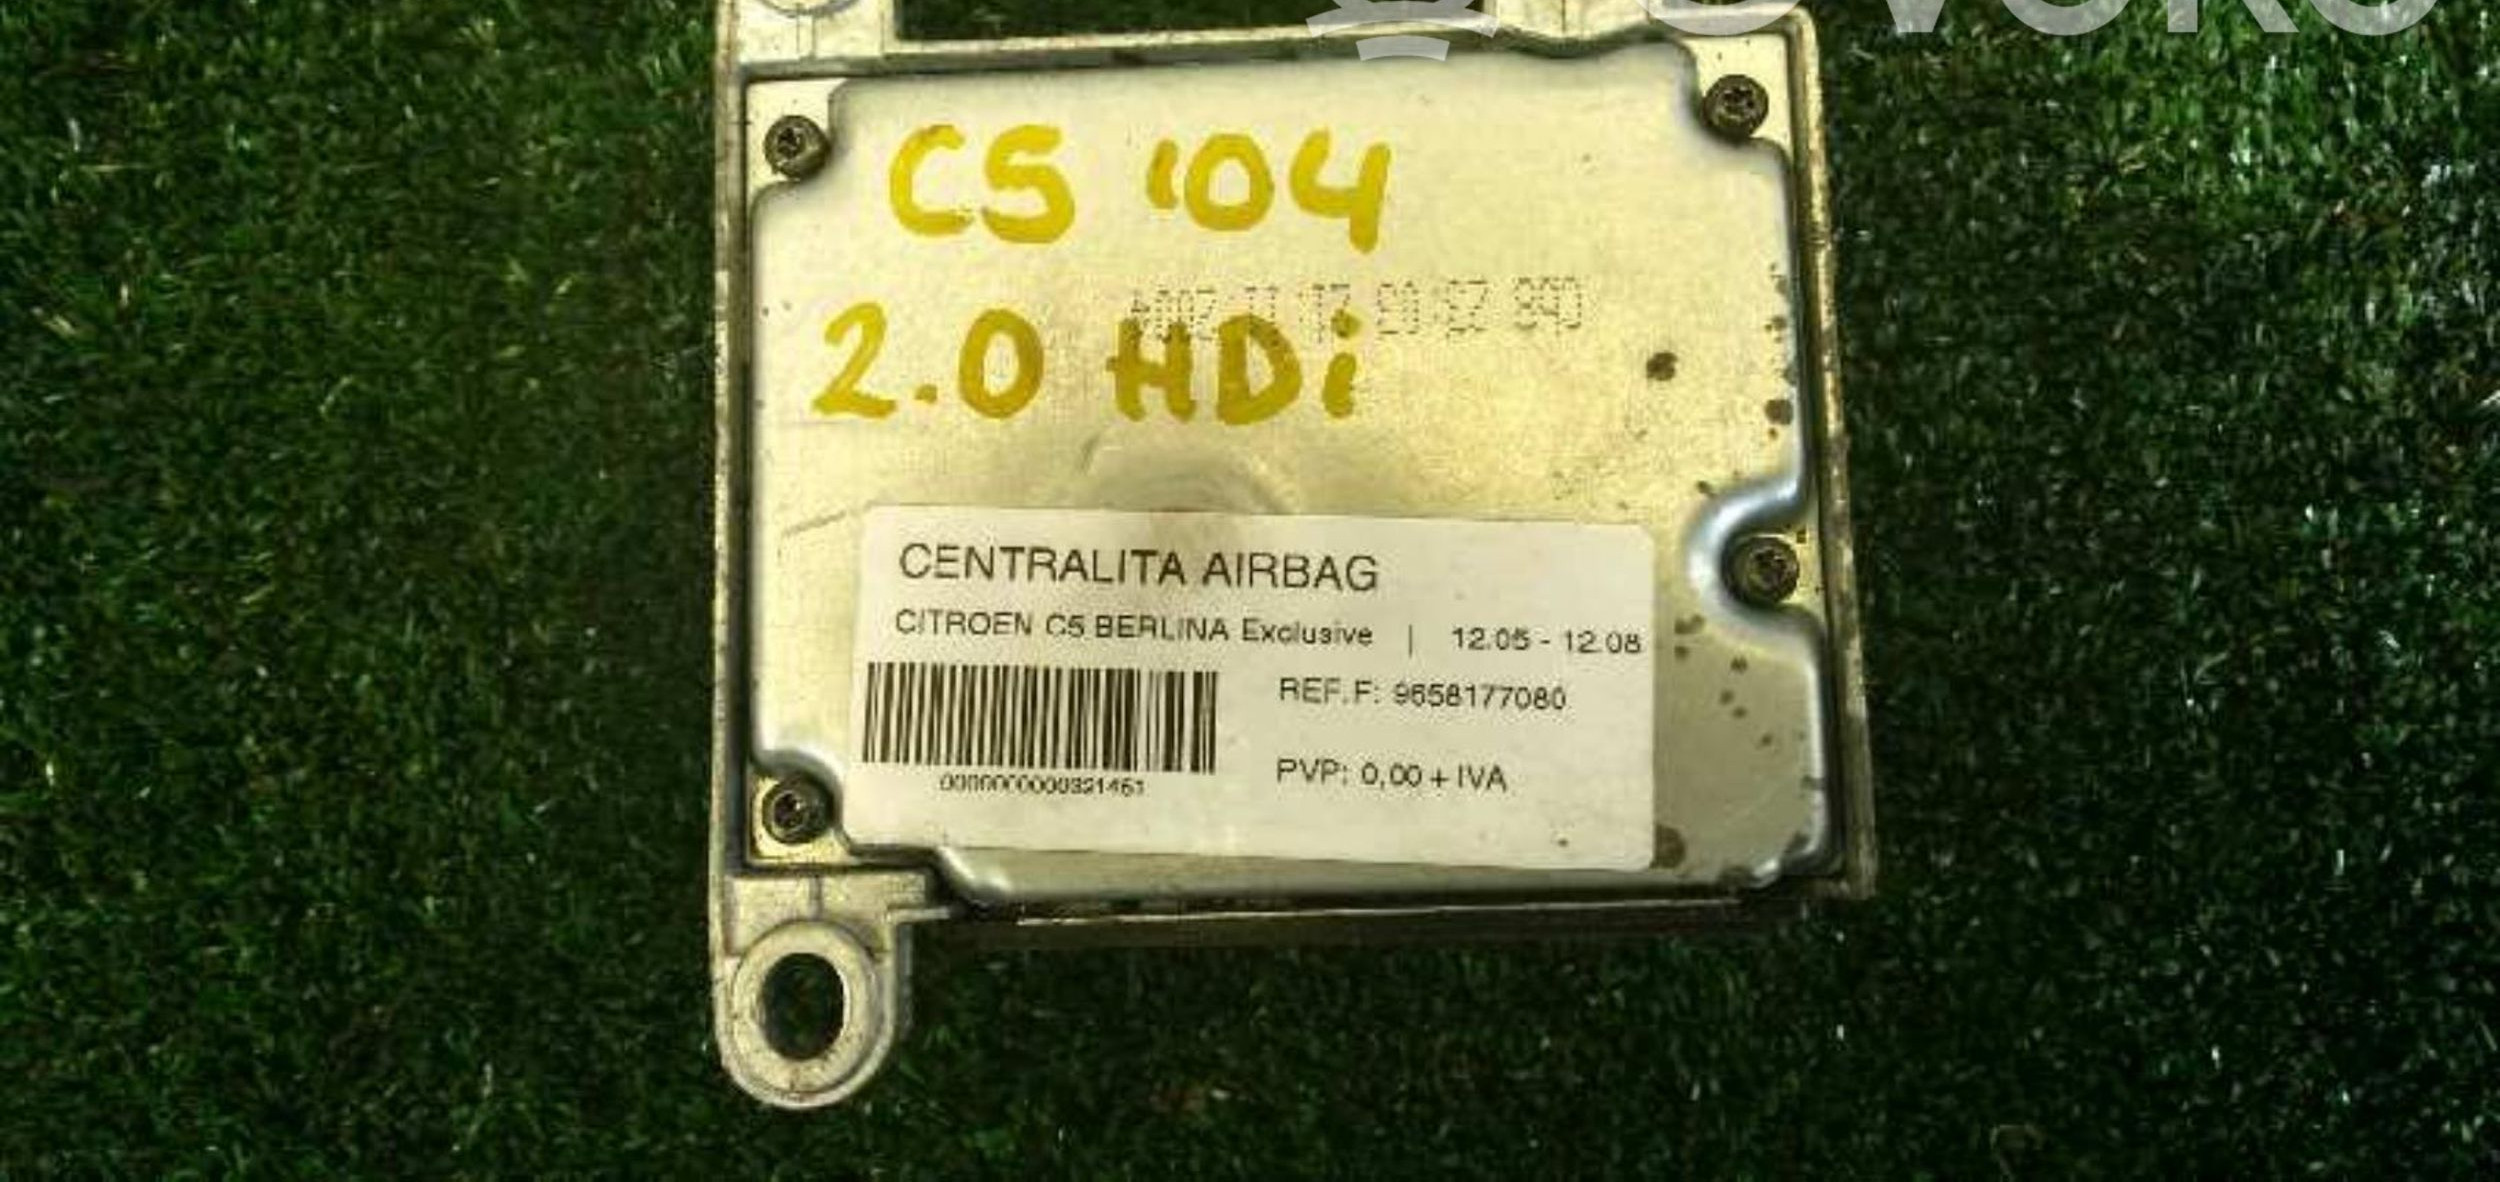 C5 '04
2.0 HDi
CENTRALITA AIRBAG
CITROEN C5 BERLINA Exclusive | 12.05 - 12.08
REF.F: 9658177080
0000000000321461
PVP: 0,00 + IVA